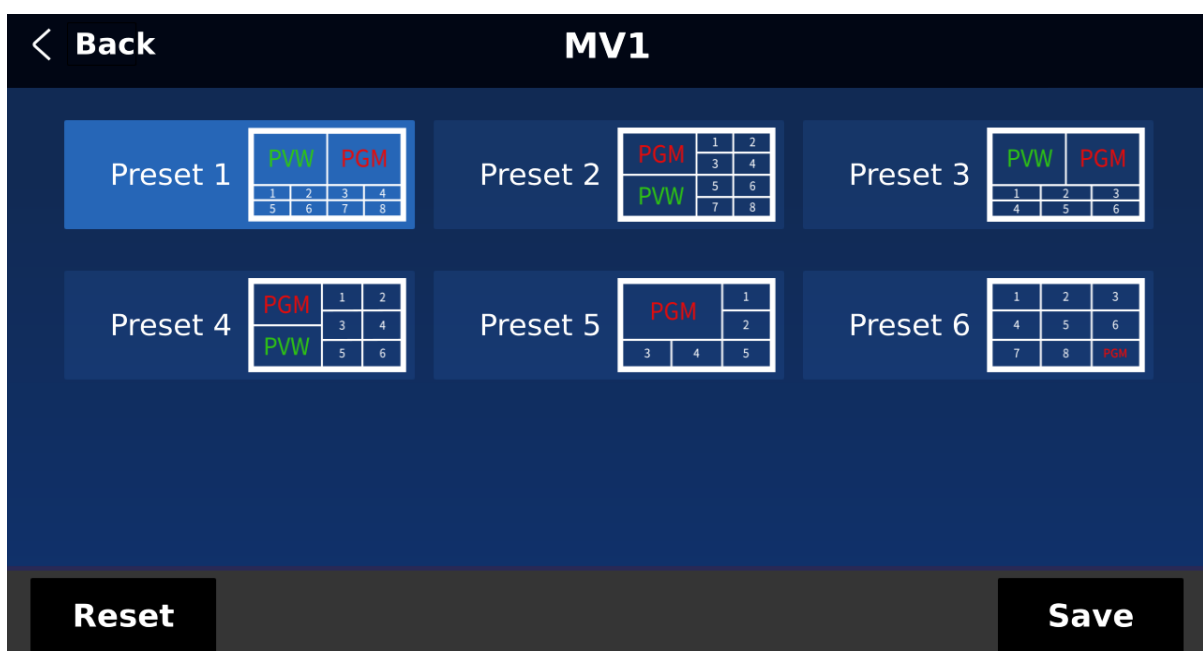 Back
MV1
Preset 1
PVW PGM
1 2 3 4
5 6 7 8
Preset 2
PGM 1 2
3 4
PVW 5 6
7 8
Preset 3
PVW PGM
1 2 3
4 5 6
Preset 4
PGM 1 2
3 4
PVW 5 6
Preset 5
PGM 1
2
3 4 5
Preset 6
1 2 3
4 5 6
7 8 PGM
Reset
Save